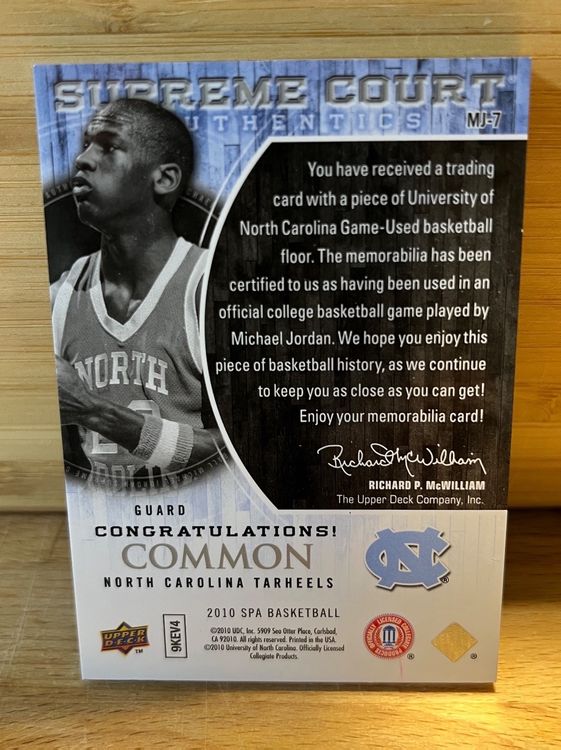 SUPREME COURT
AUTHENTICS
MJ-7
You have received a trading
card with a piece of University of
North Carolina Game-Used basketball
floor. The memorabilia has been
certified to us as having been used in an
official college basketball game played by
Michael Jordan. We hope you enjoy this
piece of basketball history, as we continue
to keep you as close as you can get!
Enjoy your memorabilia card!
Richard P. McWilliam
RICHARD P. McWILLIAM
The Upper Deck Company, Inc.
NORTH
GUARD
CONGRATULATIONS!
COMMON
NORTH CAROLINA TARHEELS
NC
2010 SPA BASKETBALL
UPPER
DECK
TM
9KEV4
©2010 UDC, Inc. 5909 Sea Otter Place, Carlsbad,
CA 92010. All rights reserved. Printed in the USA.
©2010 University of North Carolina. Officially Licensed
Collegiate Products.
OFFICIALLY LICENSED COLLEGIATE PRODUCTS